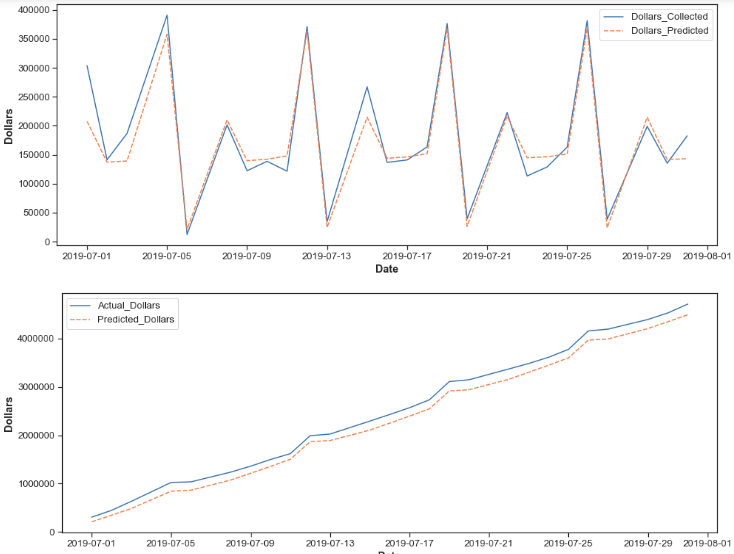 400000
350000
300000
250000
200000
150000
100000
50000
0
Dollars
Dollars_Collected
Dollars_Predicted
2019-07-01 2019-07-05 2019-07-09 2019-07-13 2019-07-17 2019-07-21 2019-07-25 2019-07-29 2019-08-01
Date
Actual_Dollars
Predicted_Dollars
4000000
3000000
2000000
1000000
0
Dollars
2019-07-01 2019-07-05 2019-07-09 2019-07-13 2019-07-17 2019-07-21 2019-07-25 2019-07-29 2019-08-01